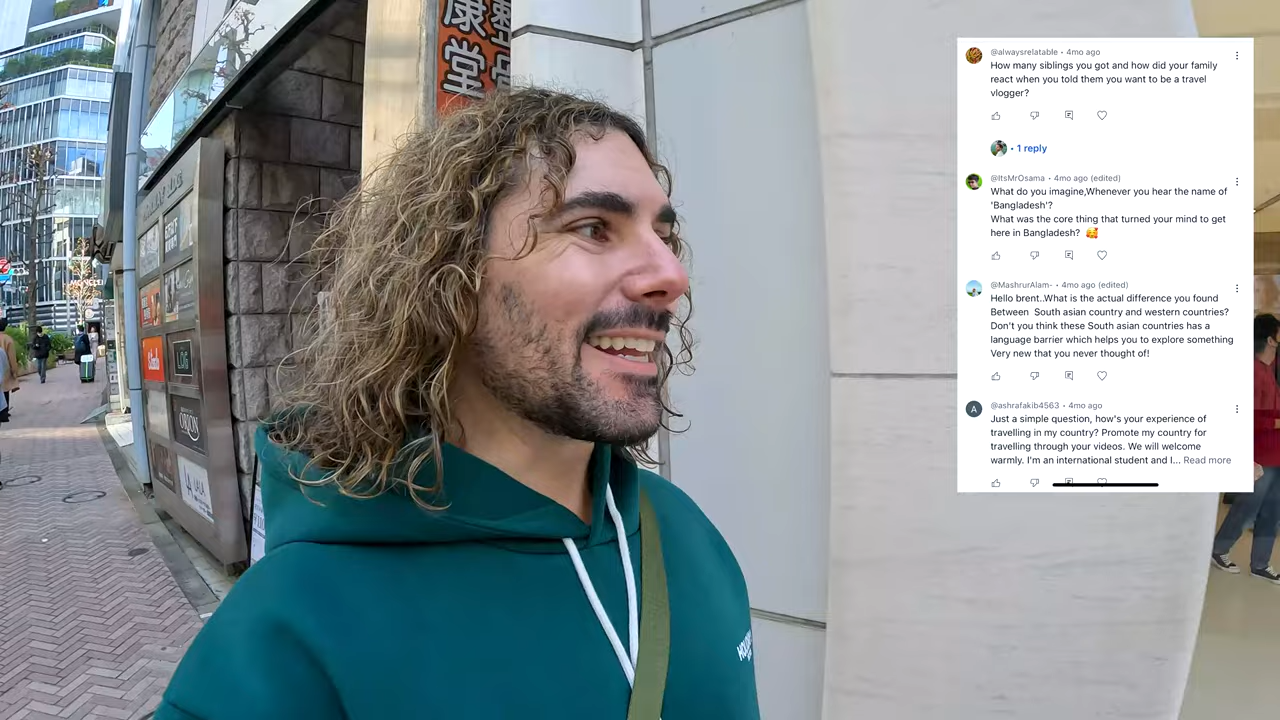 康
堂
整
骨
ORION
LALA
@alwaysrelatable • 4mo ago
How many siblings you got and how did your family
react when you told them you want to be a travel
vlogger?
• 1 reply
@ItsMrOsama • 4mo ago (edited)
What do you imagine,Whenever you hear the name of
'Bangladesh'?
What was the core thing that turned your mind to get
here in Bangladesh? 🥰
@MashrurAlam- • 4mo ago (edited)
Hello brent..What is the actual difference you found
Between  South asian country and western countries?
Don't you think these South asian countries has a
language barrier which helps you to explore something
Very new that you never thought of!
A
@ashrafakib4563 • 4mo ago
Just a simple question, how's your experience of
travelling in my country? Promote my country for
travelling through your videos. We will welcome
warmly. I'm an international student and I... Read more